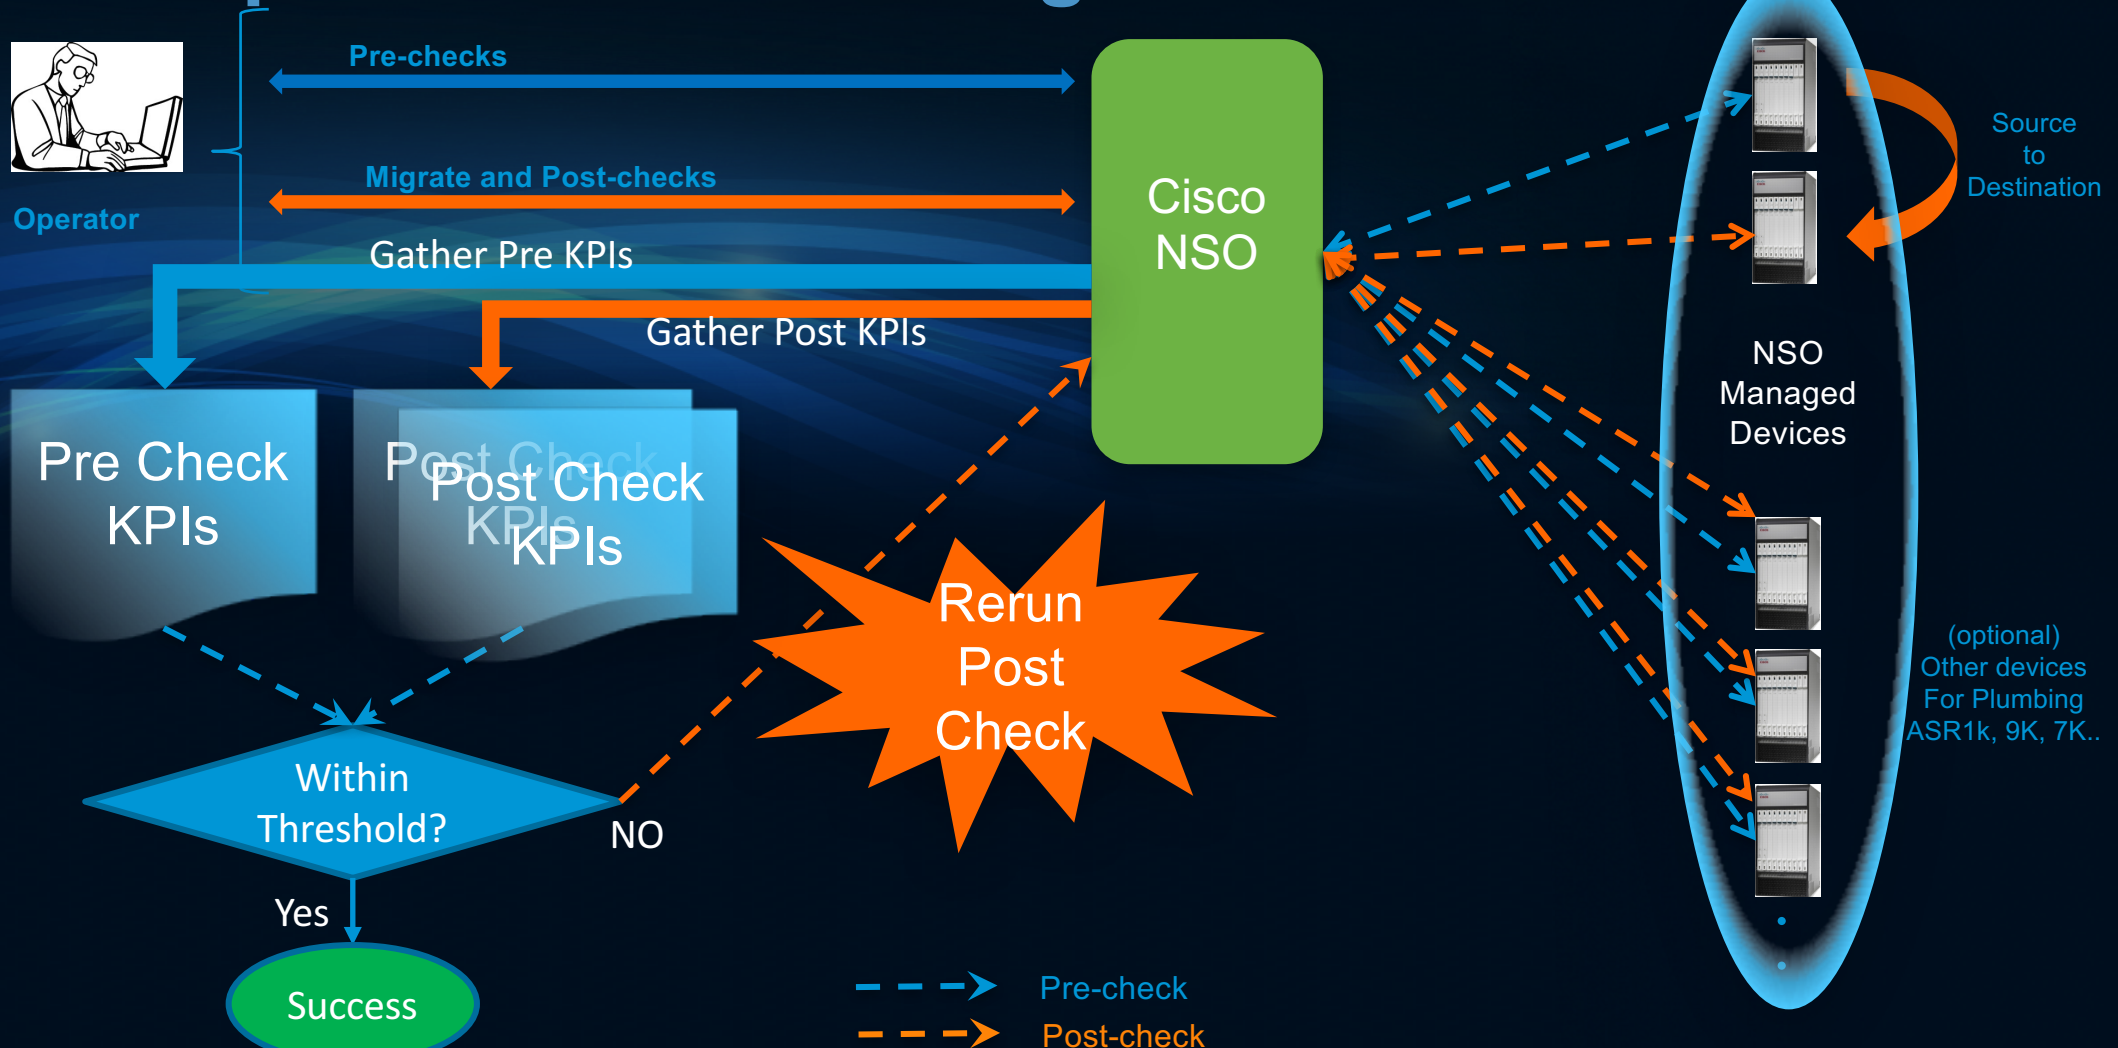 Pre-checks
Migrate and Post-checks
Operator
Gather Pre KPIs
Gather Post KPIs
Cisco
NSO
Source
to
Destination
NSO
Managed
Devices
Pre Check
KPIs
Post Check
KPIs
Post Check
KPIs
Rerun
Post
Check
(optional)
Other devices
For Plumbing
ASR1k, 9K, 7K..
Within
Threshold?
NO
Yes
Success
Pre-check
Post-check